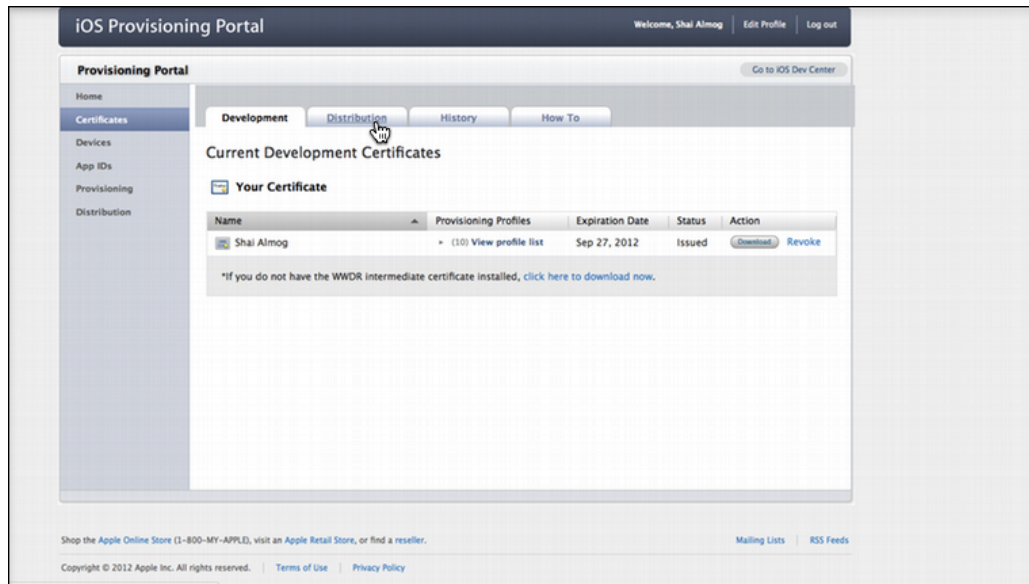 iOS Provisioning Portal
Welcome, Shai Almog
Edit Profile
Log out
Provisioning Portal
Go to iOS Dev Center
Home
Certificates
Devices
App IDs
Provisioning
Distribution
Development
Distribution
History
How To
Current Development Certificates
Your Certificate
Name
Provisioning Profiles
Expiration Date
Status
Action
Shai Almog
(10) View profile list
Sep 27, 2012
Issued
Download
Revoke
*If you do not have the WWDR intermediate certificate installed, click here to download now.
Shop the Apple Online Store (1-800-MY-APPLE), visit an Apple Retail Store, or find a reseller.
Mailing Lists
RSS Feeds
Copyright © 2012 Apple Inc. All rights reserved.
Terms of Use
Privacy Policy